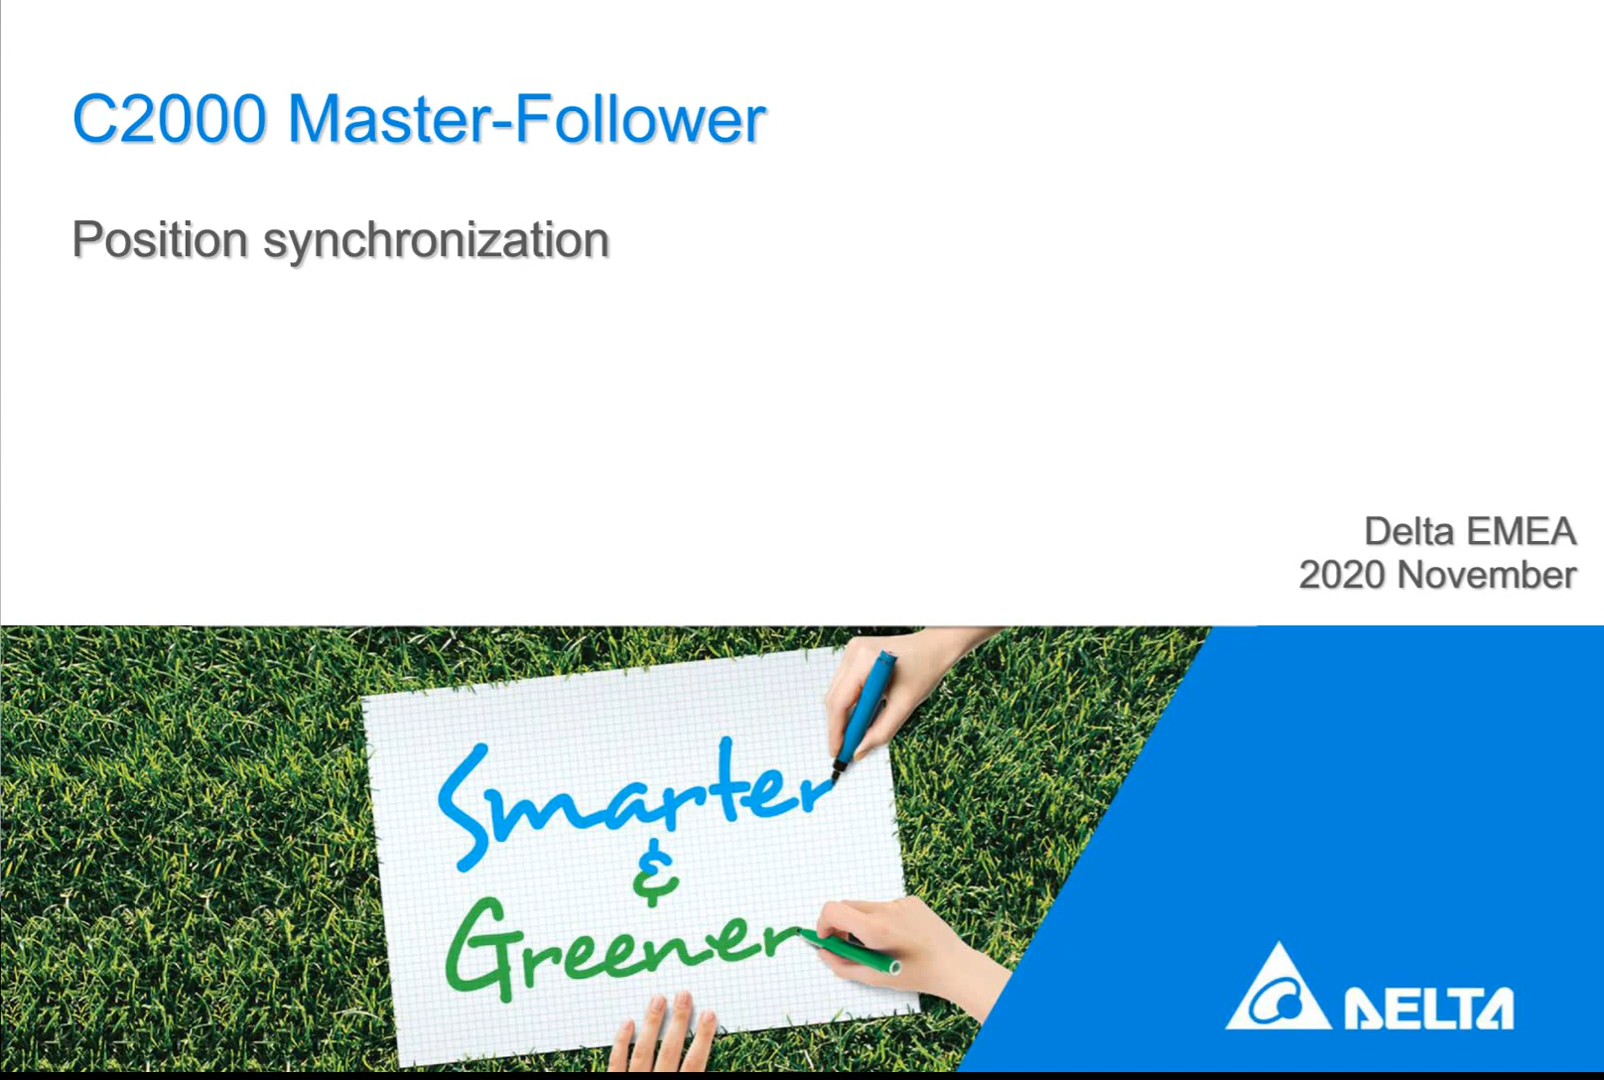 C2000 Master-Follower
Position synchronization
Delta EMEA
2020 November
Smarter
&
Greener
DELTA